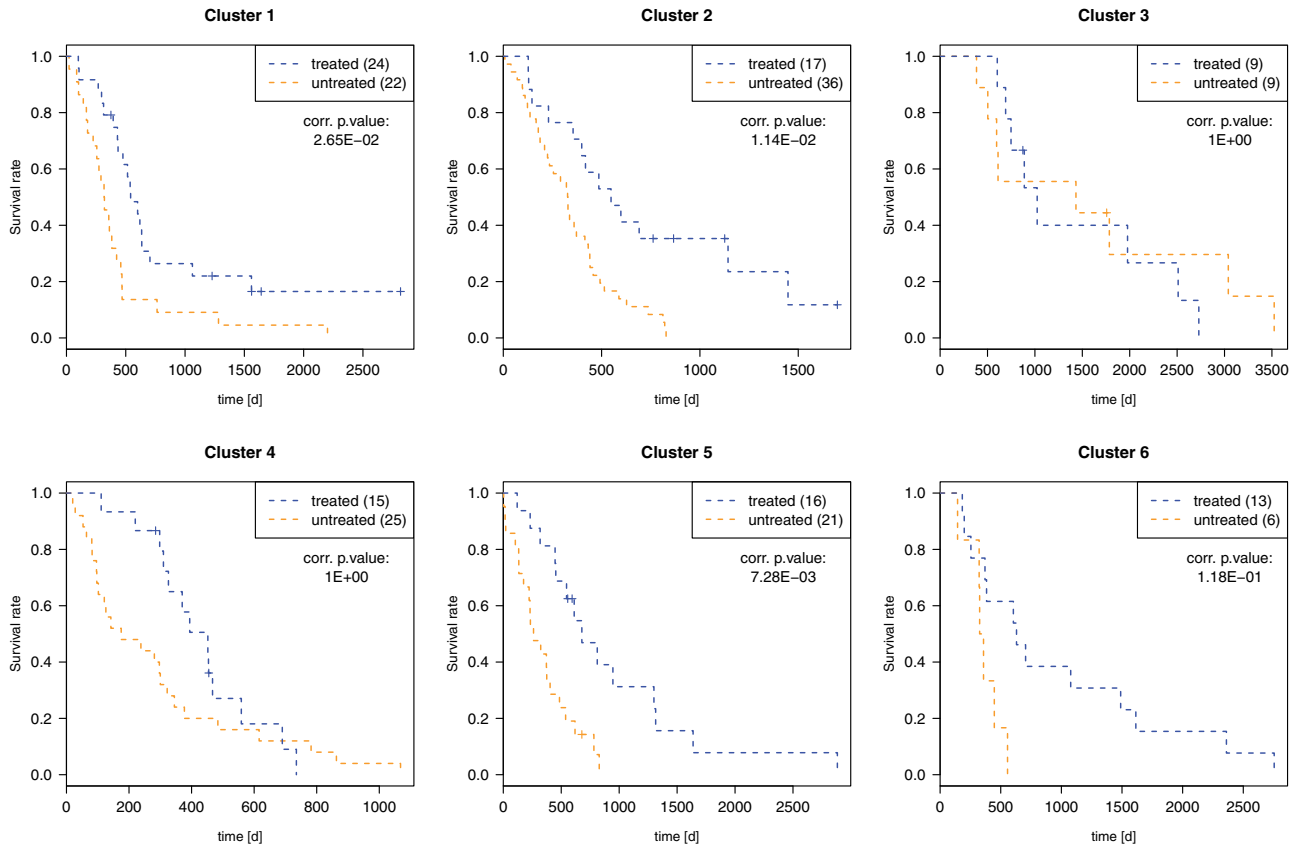 Cluster 1
treated (24)
untreated (22)
corr. p.value:
2.65E−02
Survival rate
1.0
0.8
0.6
0.4
0.2
0.0
0 500 1000 1500 2000 2500
time [d]
Cluster 2
treated (17)
untreated (36)
corr. p.value:
1.14E−02
Survival rate
1.0
0.8
0.6
0.4
0.2
0.0
0 500 1000 1500
time [d]
Cluster 3
treated (9)
untreated (9)
corr. p.value:
1E+00
Survival rate
1.0
0.8
0.6
0.4
0.2
0.0
0 500 1000 1500 2000 2500 3000 3500
time [d]
Cluster 4
treated (15)
untreated (25)
corr. p.value:
1E+00
Survival rate
1.0
0.8
0.6
0.4
0.2
0.0
0 200 400 600 800 1000
time [d]
Cluster 5
treated (16)
untreated (21)
corr. p.value:
7.28E−03
Survival rate
1.0
0.8
0.6
0.4
0.2
0.0
0 500 1000 1500 2000 2500
time [d]
Cluster 6
treated (13)
untreated (6)
corr. p.value:
1.18E−01
Survival rate
1.0
0.8
0.6
0.4
0.2
0.0
0 500 1000 1500 2000 2500
time [d]